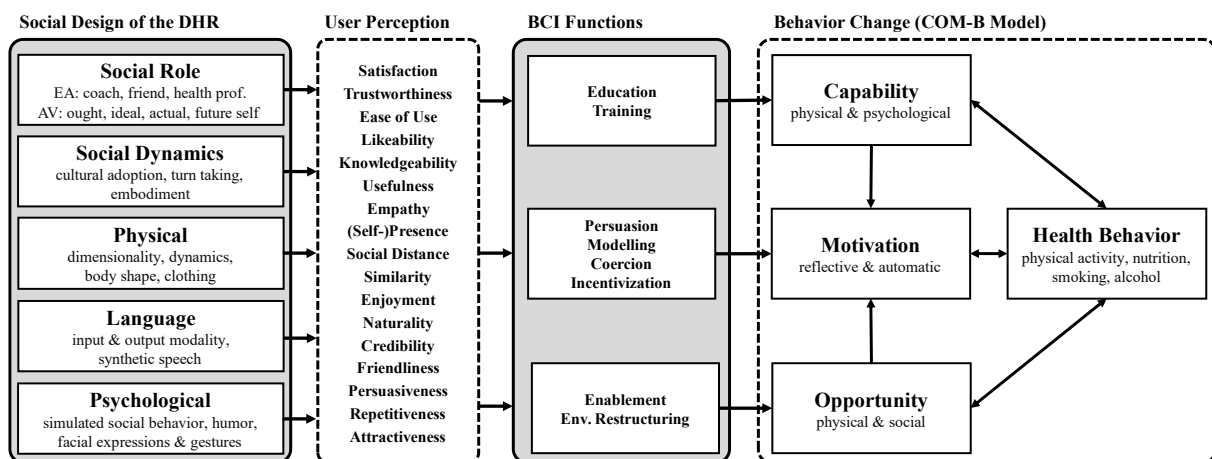 Social Design of the DHR
User Perception
BCI Functions
Behavior Change (COM-B Model)
Social Role
EA: coach, friend, health prof.
AV: ought, ideal, actual, future self
Social Dynamics
cultural adoption, turn taking,
embodiment
Physical
dimensionality, dynamics,
body shape, clothing
Language
input & output modality,
synthetic speech
Psychological
simulated social behavior, humor,
facial expressions & gestures
Satisfaction
Trustworthiness
Ease of Use
Likeability
Knowledgeability
Usefulness
Empathy
(Self-)Presence
Social Distance
Similarity
Enjoyment
Naturality
Credibility
Friendliness
Persuasiveness
Repetitiveness
Attractiveness
Education
Training
Persuasion
Modelling
Coercion
Incentivization
Enablement
Env. Restructuring
Capability
physical & psychological
Motivation
reflective & automatic
Opportunity
physical & social
Health Behavior
physical activity, nutrition,
smoking, alcohol